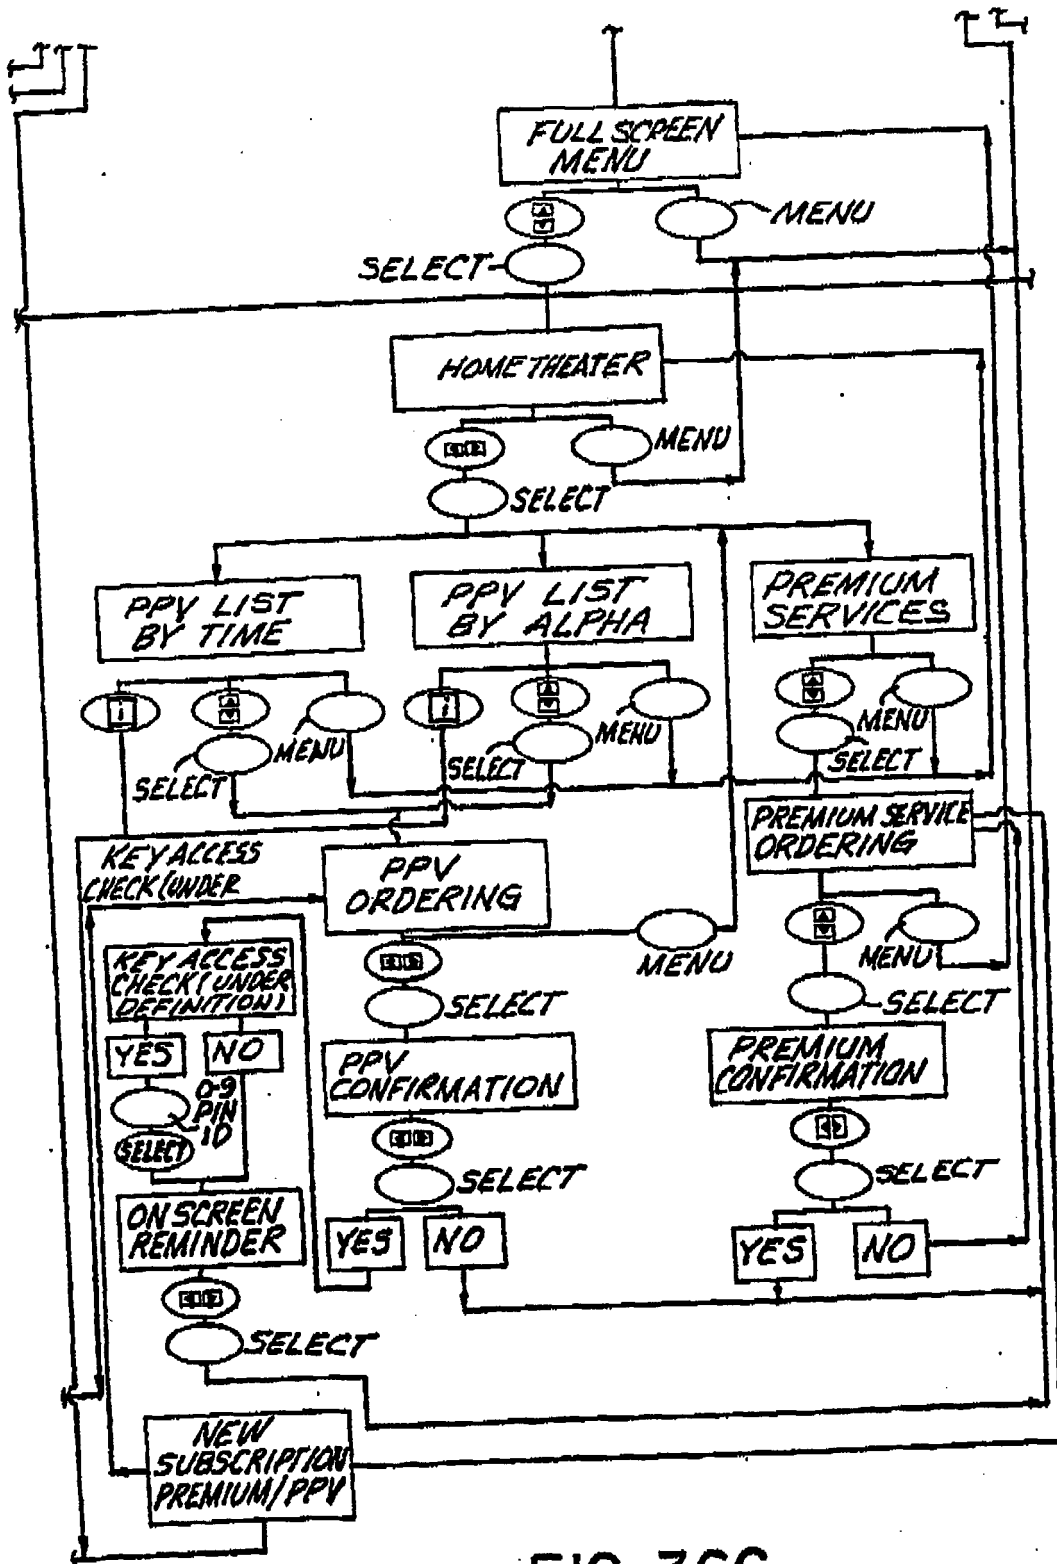 FULL SCREEN
MENU
MENU
SELECT
HOME THEATER
MENU
SELECT
PPV LIST
BY TIME
PPV LIST
BY ALPHA
PREMIUM
SERVICES
i
i
SELECT
MENU
SELECT
MENU
MENU
SELECT
KEY ACCESS
CHECK (UNDER
PPV
ORDERING
PREMIUM SERVICE
ORDERING
KEY ACCESS
CHECK (UNDER
DEFINITION)
MENU
MENU
SELECT
SELECT
YES
NO
PPV
CONFIRMATION
PREMIUM
CONFIRMATION
0-9
PIN
ID
SELECT
SELECT
SELECT
ON SCREEN
REMINDER
YES
NO
YES
NO
SELECT
NEW
SUBSCRIPTION
PREMIUM/PPV